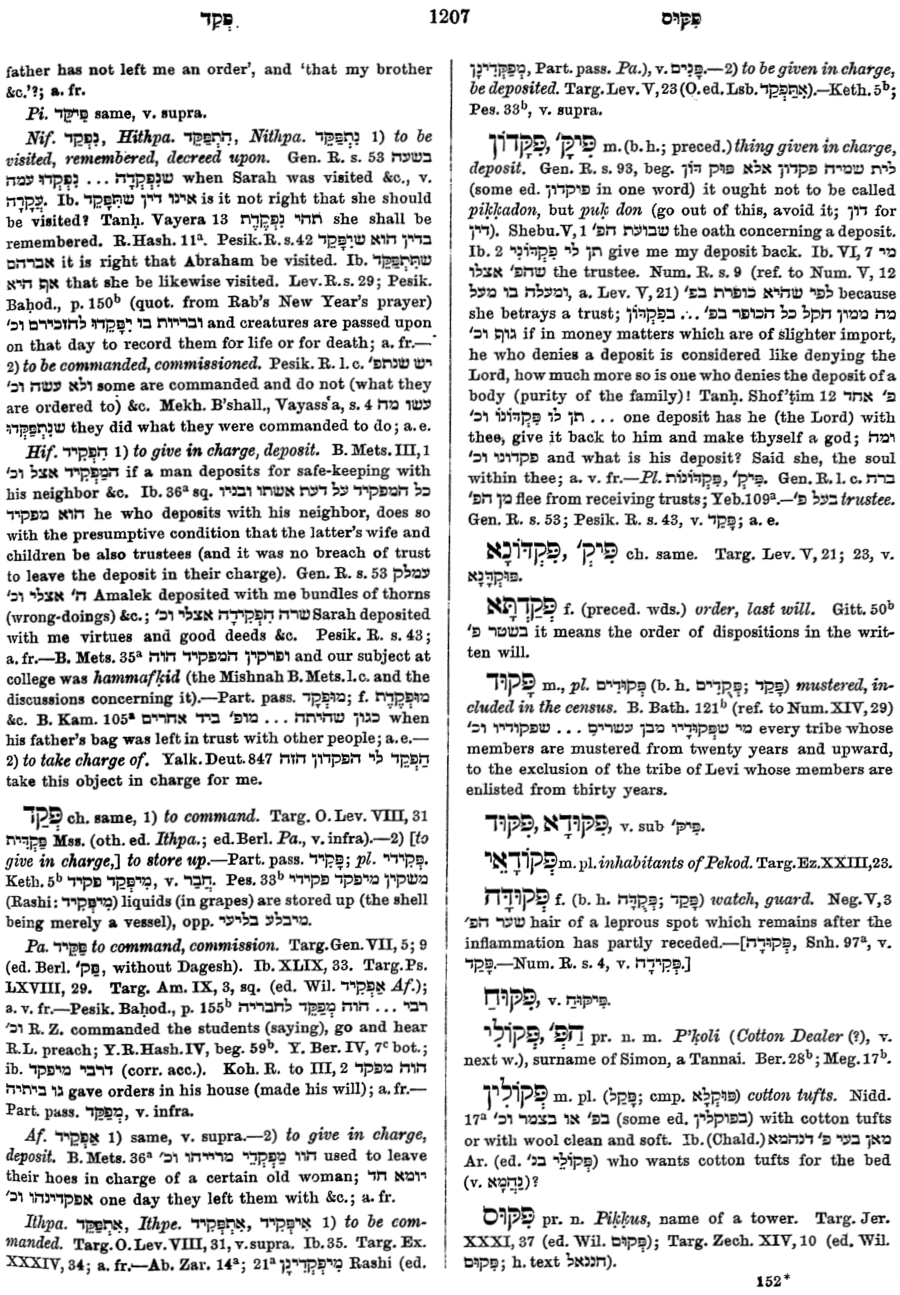 פְּקַד
1207
פִּקּוּס
father has not left me an order', and 'that my brother
&c.'?; a. fr.
Pi. פִּיקֵּד same, v. supra.
Nif. נִפְקַד, Hithpa. הִתְפַּקֵּד, Nithpa. נִתְפַּקֵּד 1) to be
visited, remembered, decreed upon. Gen. R. s. 53 בשעה
שנִּפְקְדָה ... נִפְקְדוּ עמה when Sarah was visited &c., v.
עֲקָרָה. Ib. אינו דין שתִּפָּקֵד is it not right that she should
be visited? Tanḥ. Vayera 13 תהי נִפְקֶדֶת she shall be
remembered. R.Hash. 11ᵃ. Pesik.R.s.42 בדין הוא שיִּפָּקֵד
אברהם it is right that Abraham be visited. Ib. שתִּתְפַּקֵּד
אף היא that she be likewise visited. Lev.R.s. 29; Pesik.
Baḥod., p. 150ᵇ (quot. from Rab's New Year's prayer)
ובריות בו יִפָּקֵדוּ להזכירם וכ׳ and creatures are passed upon
on that day to record them for life or for death; a. fr.—
2) to be commanded, commissioned. Pesik. R. l. c. יש שנתפ׳
ולא עשה וכ׳ some are commanded and do not (what they
are ordered to) &c. Mekh. B'shall., Vayassʿa, s. 4 עשו מה
שנִּתְפַּקְּדוּ they did what they were commanded to do; a. e.
Hif. הִפְקִיד 1) to give in charge, deposit. B. Mets. III, 1
המַפְקִיד אצל וכ׳ if a man deposits for safe-keeping with
his neighbor &c. Ib. 36ᵃ sq. כל המפקיד על דעת אשתו ובניו
הוא מפקיד he who deposits with his neighbor, does so
with the presumptive condition that the latter's wife and
children be also trustees (and it was no breach of trust
to leave the deposit in their charge). Gen. R. s. 53 עמלק
ה׳ אצלי וכ׳ Amalek deposited with me bundles of thorns
(wrong-doings) &c.; שרה הִפְקִידָה אצלי וכ׳ Sarah deposited
with me virtues and good deeds &c. Pesik. R. s. 43;
a. fr.—B. Mets. 35ᵃ ופרקין המפקיד הוה and our subject at
college was hammafḳid (the Mishnah B. Mets. l. c. and the
discussions concerning it).—Part. pass. מוּפְקָד; f. מוּפְקֶדֶת
&c. B. Kam. 105ᵃ כגון שהיתה ... מופ׳ ביד אחרים when
his father's bag was left in trust with other people; a. e.—
2) to take charge of. Yalk. Deut. 847 הַפְקֵד לי הפקדון הזה
take this object in charge for me.
פְּקַד ch. same, 1) to command. Targ. O. Lev. VIII, 31
פַּקְּדִית Mss. (oth. ed. Ithpa.; ed. Berl. Pa., v. infra).—2) [to
give in charge,] to store up.—Part. pass. פְּקִיד; pl. פְּקִידֵי.
Keth. 5ᵇ מִיפְקַד פקיד, v. חֲבַר. Pes. 33ᵇ משקין מיפקד פקידי
(Rashi: מִיפְקִיד) liquids (in grapes) are stored up (the shell
being merely a vessel), opp. מיבלע בליעי.
Pa. פַּקֵּיד to command, commission. Targ. Gen. VII, 5; 9
(ed. Berl. פַּק׳, without Dagesh). Ib. XLIX, 33. Targ. Ps.
LXVIII, 29. Targ. Am. IX, 3, sq. (ed. Wil. אַפְקֵיד Af.);
a. v. fr.—Pesik. Baḥod., p. 155ᵇ רבי ... הוה מְפַקֵּד לחברייה
וכ׳ R. Z. commanded the students (saying), go and hear
R. L. preach; Y. R. Hash. IV, beg. 59ᵇ. Y. Ber. IV, 7ᶜ bot.;
ib. דרבי מיפקד (corr. acc.). Koh. R. to III, 2 הוה מפקד
גו ביתיה gave orders in his house (made his will); a. fr.—
Part. pass. מְפַקַּד, v. infra.
Af. אַפְקֵיד 1) same, v. supra.—2) to give in charge,
deposit. B. Mets. 36ᵃ הוו מַפְקְדֵי מרייהו וכ׳ used to leave
their hoes in charge of a certain old woman; יומא חד
אפקדינהו וכ׳ one day they left them with &c.; a. fr.
Ithpa. אִתְפַּקַּד, Ithpe. אִתְפְּקֵיד, אִיפְּקֵיד 1) to be com-
manded. Targ. O. Lev. VIII, 31, v. supra. Ib. 35. Targ. Ex.
XXXIV, 34; a. fr.—Ab. Zar. 14ᵃ; 21ᵃ מִיפְּקְדִינָן Rashi (ed.
מְפַקְּדִינָן, Part. pass. Pa.), v. פָּנִים.—2) to be given in charge,
be deposited. Targ. Lev. V, 23 (O. ed. Lsb. אִתַּפְקַד).—Keth. 5ᵇ;
Pes. 33ᵇ, v. supra.
פִּקָּדוֹן, פִּיקָּ׳ m. (b. h.; preced.) thing given in charge,
deposit. Gen. R. s. 93, beg. לית שמיה פקדון אלא פוק דּוֹן
(some ed. פוקדון in one word) it ought not to be called
piḳḳadon, but puḳ don (go out of this, avoid it; דון for
דין). Shebu. V, 1 שבועת הפ׳ the oath concerning a deposit.
Ib. 2 תן לי פִּקְדוֹנִי give me my deposit back. Ib. VI, 7 מי
שהפ׳ אצלו the trustee. Num. R. s. 9 (ref. to Num. V, 12
ומעלה בו מעל, a. Lev. V, 21) לפי שהיא כופרת בפ׳ because
she betrays a trust; מה ממון הקל כל הכופר בפ׳ ... בפִקְּדוֹן
גוף וכ׳ if in money matters which are of slighter import,
he who denies a deposit is considered like denying the
Lord, how much more so is one who denies the deposit of a
body (purity of the family)! Tanḥ. Shof'ṭim 12 פ׳ אחד
... תן לו פִּקְדוֹנוֹ וכ׳ one deposit has he (the Lord) with
thee, give it back to him and make thyself a god; ומה
פקדונו וכ׳ and what is his deposit? Said she, the soul
within thee; a. v. fr.—Pl. פִּקְדוֹנוֹת, פִּיקְ׳. Gen. R. l. c. ברח
מן הפ׳ flee from receiving trusts; Yeb. 109ᵃ.—בעל פ׳ trustee.
Gen. R. s. 53; Pesik. R. s. 43, v. פָּקַד; a. e.
פִּקְדוֹנָא, פִּיקְ׳ ch. same. Targ. Lev. V, 21; 23, v.
פּוּקְדָּנָא.
פְּקַדְתָּא f. (preced. wds.) order, last will. Gitt. 50ᵇ
בשטר פ׳ it means the order of dispositions in the writ-
ten will.
פָּקוּד m., pl. פְּקוּדִים (b. h. פְּקֻדִים; פָּקַד) mustered, in-
cluded in the census. B. Bath. 121ᵇ (ref. to Num. XIV, 29)
מי שפְּקוּדָיו מבן עשרים ... שפקודיו וכ׳ every tribe whose
members are mustered from twenty years and upward,
to the exclusion of the tribe of Levi whose members are
enlisted from thirty years.
פִּקּוּד, פִּקּוּדָא, v. sub פִּיק׳.
פְּקוֹדָאֵי m. pl. inhabitants of Pekod. Targ. Ez. XXIII, 23.
פְּקוּדָּה f. (b. h. פְּקֻדָּה; פָּקַד) watch, guard. Neg. V, 3
שער הפ׳ hair of a leprous spot which remains after the
inflammation has partly receded.—[פְּקוּדָה, Snh. 97ᵃ, v.
פָּקַד.—Num. R. s. 4, v. פְּקִידָה.]
פִּקּוּחַ, v. פִּיקּוּחַ.
פְּקוֹלִי, הַפְּ׳ pr. n. m. P'ḳoli (Cotton Dealer (?), v.
next w.), surname of Simon, a Tannai. Ber. 28ᵇ; Meg. 17ᵇ.
פְּקוֹלִין m. pl. (פְּקַל; cmp. פּוּקְלָא) cotton tufts. Nidd.
17ᵃ בפ׳ או בצמר וכ׳ (some ed. בפוקלין) with cotton tufts
or with wool clean and soft. Ib. (Chald.) מאן בעי פ׳ דנהמא
Ar. (ed. פְּקוֹלֵי בנ׳) who wants cotton tufts for the bed
(v. נַהֲמָא)?
פִּקּוּס pr. n. Piḳḳus, name of a tower. Targ. Jer.
XXXI, 37 (ed. Wil. פִּקּוּם); Targ. Zech. XIV, 10 (ed. Wil.
פִּקּוּם; h. text חננאל).
152*